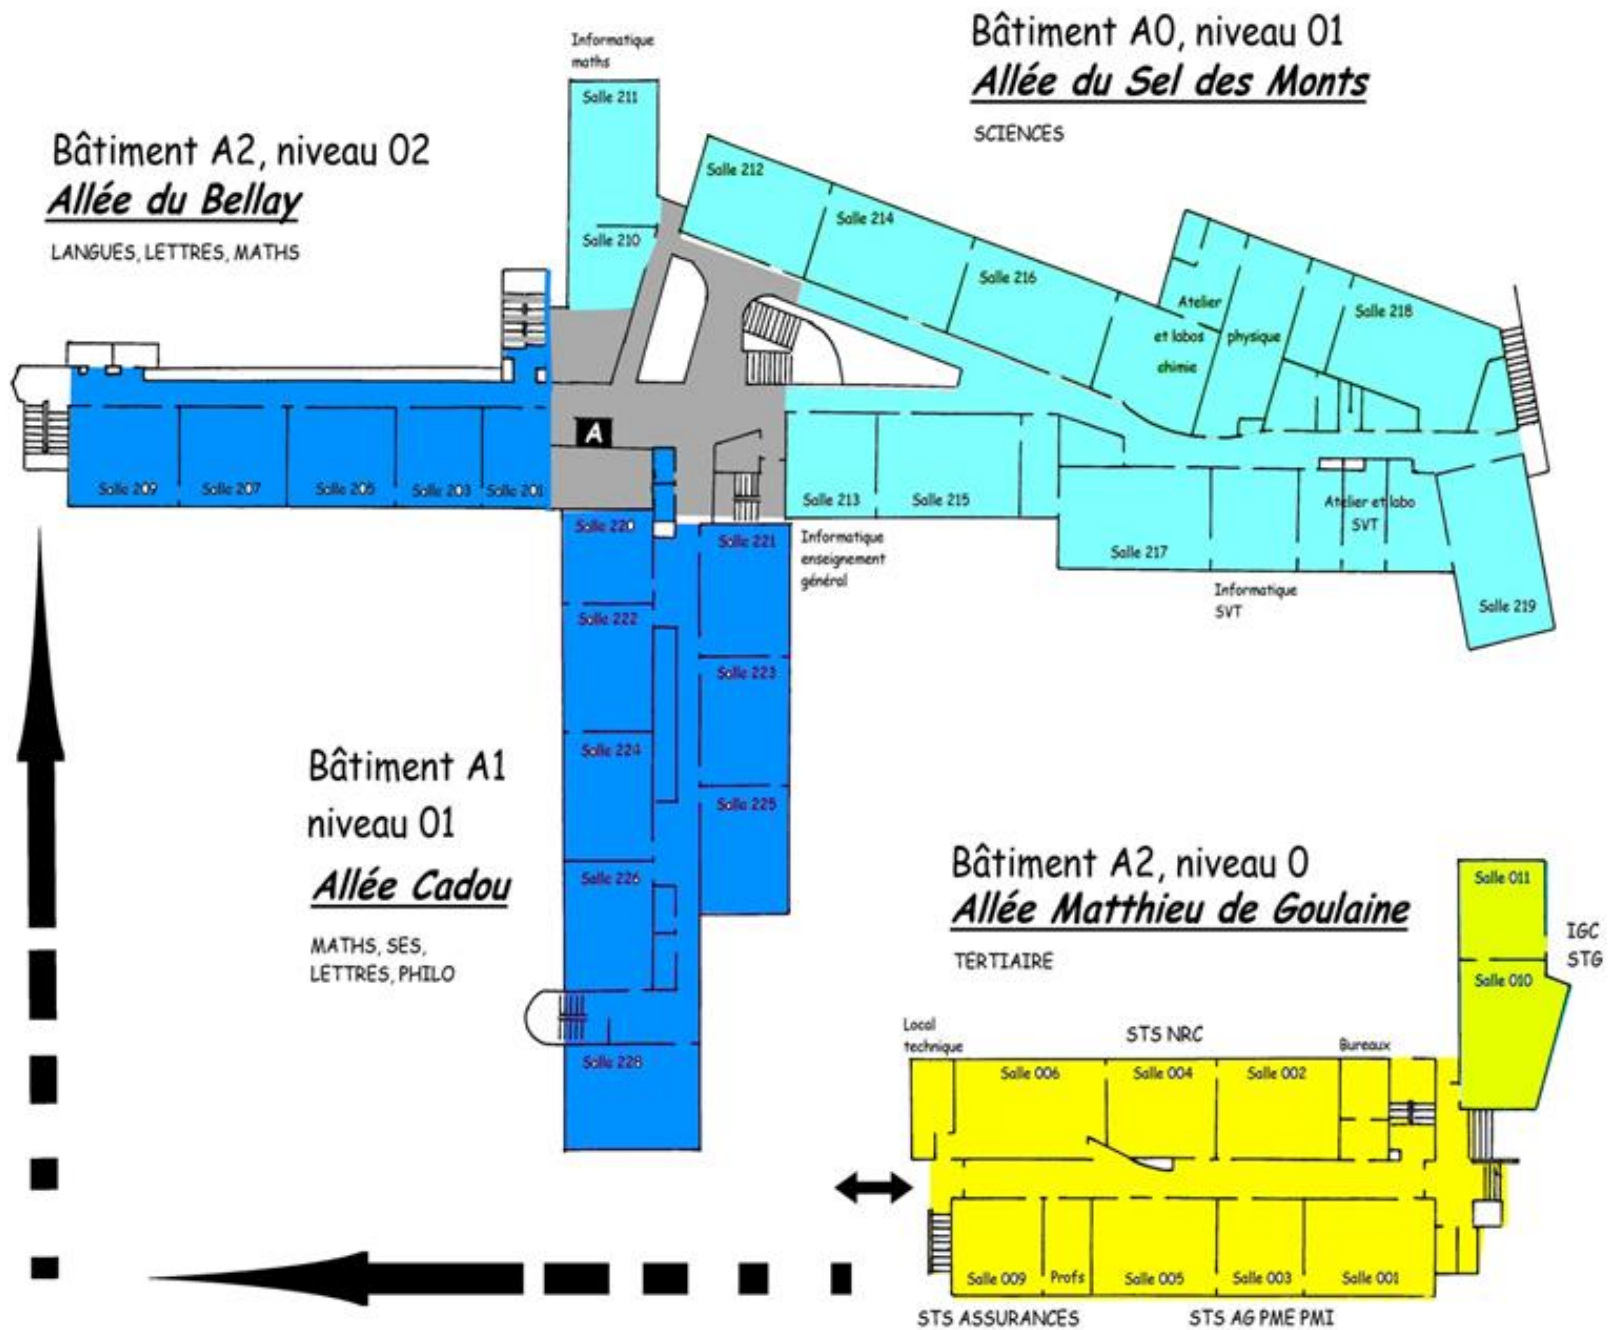 Bâtiment A0, niveau 01
Allée du Sel des Monts
SCIENCES
Informatique
maths
Salle 211
Salle 210
Bâtiment A2, niveau 02
Allée du Bellay
LANGUES, LETTRES, MATHS
Salle 212
Salle 214
Salle 216
Atelier
et labos
chimie
physique
Salle 218
A
Salle 209
Salle 207
Salle 205
Salle 203
Salle 201
Salle 213
Salle 215
Salle 217
Atelier et labo
SVT
Salle 219
Informatique
enseignement
général
Informatique
SVT
Salle 220
Salle 221
Salle 222
Salle 223
Salle 224
Salle 225
Salle 226
Salle 228
Bâtiment A1
niveau 01
Allée Cadou
MATHS, SES,
LETTRES, PHILO
Bâtiment A2, niveau 0
Allée Matthieu de Goulaine
TERTIAIRE
Salle 011
Salle 010
IGC
STG
Local
technique
STS NRC
Bureaux
Salle 006
Salle 004
Salle 002
Salle 009
Profs
Salle 005
Salle 003
Salle 001
STS ASSURANCES
STS AG PME PMI